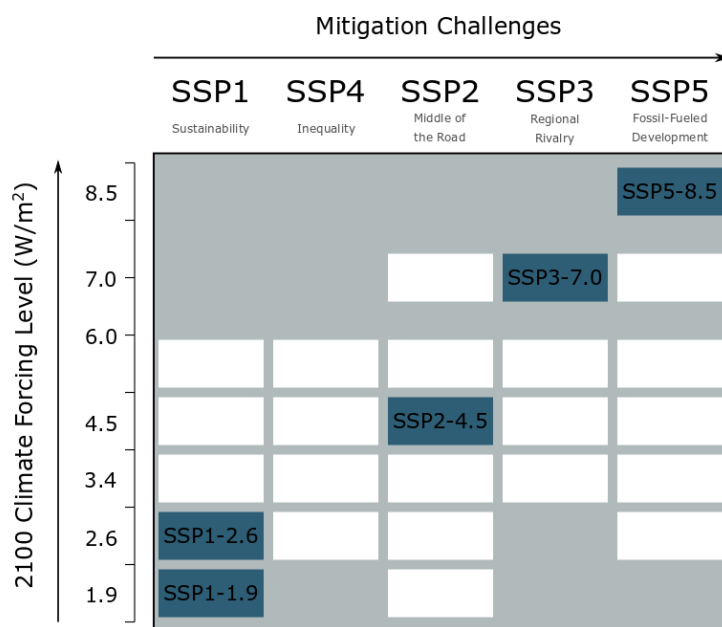 Mitigation Challenges
SSP1 SSP4 SSP2 SSP3 SSP5
Sustainability Inequality Middle of the Road Regional Rivalry Fossil-Fueled Development
2100 Climate Forcing Level (W/m²)
8.5 SSP5-8.5
7.0 SSP3-7.0
6.0
4.5 SSP2-4.5
3.4
2.6 SSP1-2.6
1.9 SSP1-1.9